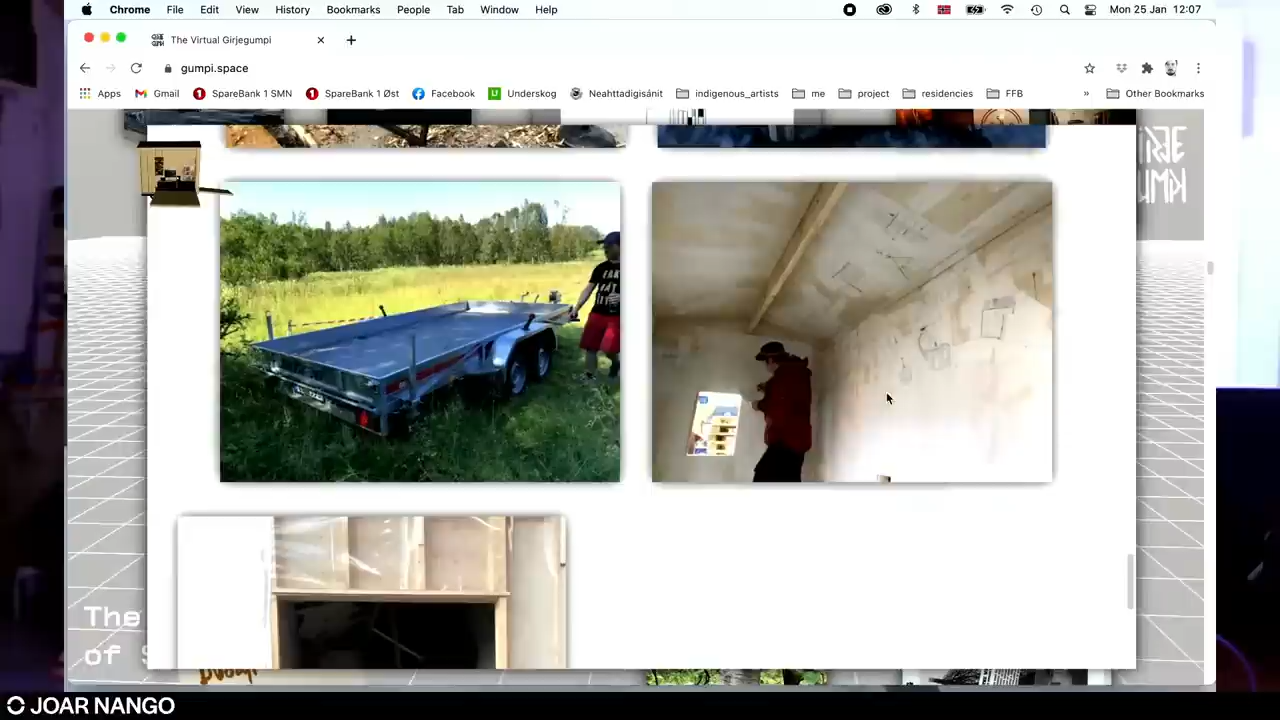 Chrome File Edit View History Bookmarks People Tab Window Help Mon 25 Jan 12:07
The Virtual Girjegumpi
gumpi.space
Apps Gmail SpareBank 1 SMN SpareBank 1 Øst Facebook Underskog Neahttadigisánit indigenous_artists me project residencies FFB » Other Bookmarks
The
of
JOAR NANGO